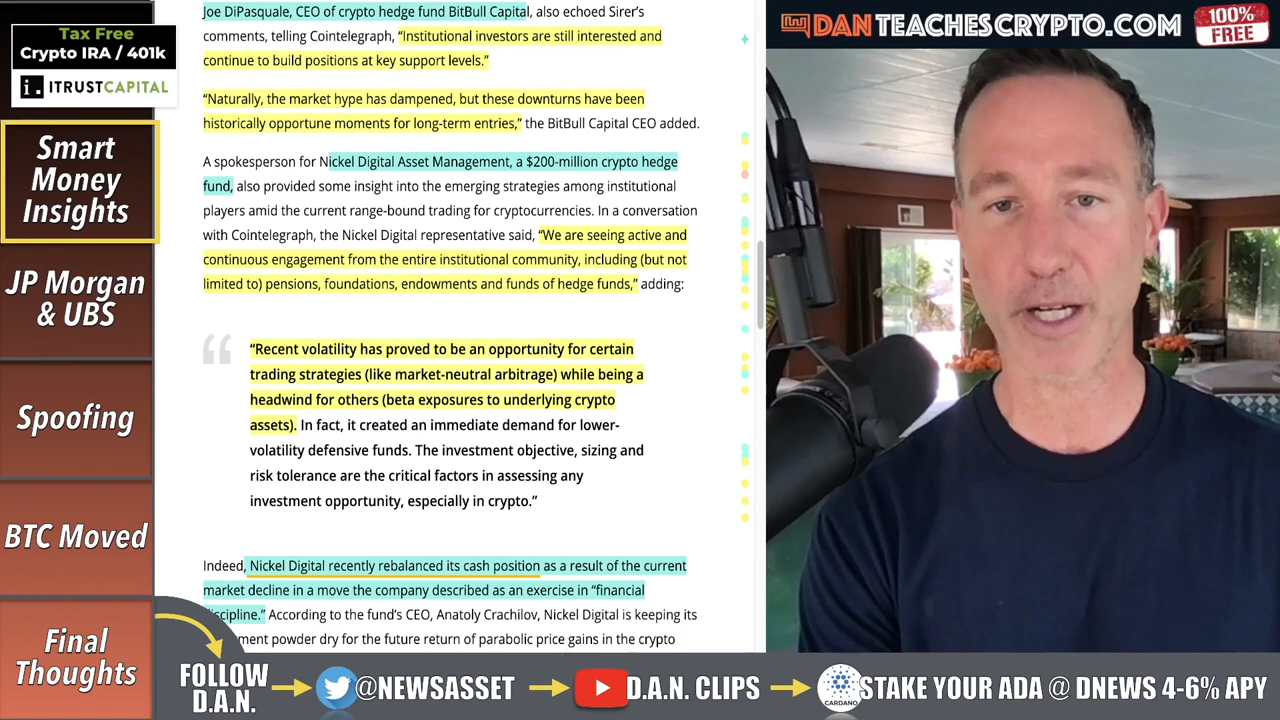 Tax Free
Crypto IRA / 401k
i. ITRUSTCAPITAL
Smart
Money
Insights
JP Morgan
& UBS
Spoofing
BTC Moved
Final
Thoughts
Joe DiPasquale, CEO of crypto hedge fund BitBull Capital, also echoed Sirer’s
comments, telling Cointelegraph, “Institutional investors are still interested and
continue to build positions at key support levels.”
“Naturally, the market hype has dampened, but these downturns have been
historically opportune moments for long-term entries,” the BitBull Capital CEO added.
A spokesperson for Nickel Digital Asset Management, a $200-million crypto hedge
fund, also provided some insight into the emerging strategies among institutional
players amid the current range-bound trading for cryptocurrencies. In a conversation
with Cointelegraph, the Nickel Digital representative said, “We are seeing active and
continuous engagement from the entire institutional community, including (but not
limited to) pensions, foundations, endowments and funds of hedge funds,” adding:
“Recent volatility has proved to be an opportunity for certain
trading strategies (like market-neutral arbitrage) while being a
headwind for others (beta exposures to underlying crypto
assets). In fact, it created an immediate demand for lower-
volatility defensive funds. The investment objective, sizing and
risk tolerance are the critical factors in assessing any
investment opportunity, especially in crypto.”
Indeed, Nickel Digital recently rebalanced its cash position as a result of the current
market decline in a move the company described as an exercise in “financial
discipline.” According to the fund’s CEO, Anatoly Crachilov, Nickel Digital is keeping its
ment powder dry for the future return of parabolic price gains in the crypto
DANTEACHESCRYPTO.COM
100%
FREE
FOLLOW
D.A.N.
@NEWSASSET
D.A.N. CLIPS
CARDANO
STAKE YOUR ADA @ DNEWS 4-6% APY